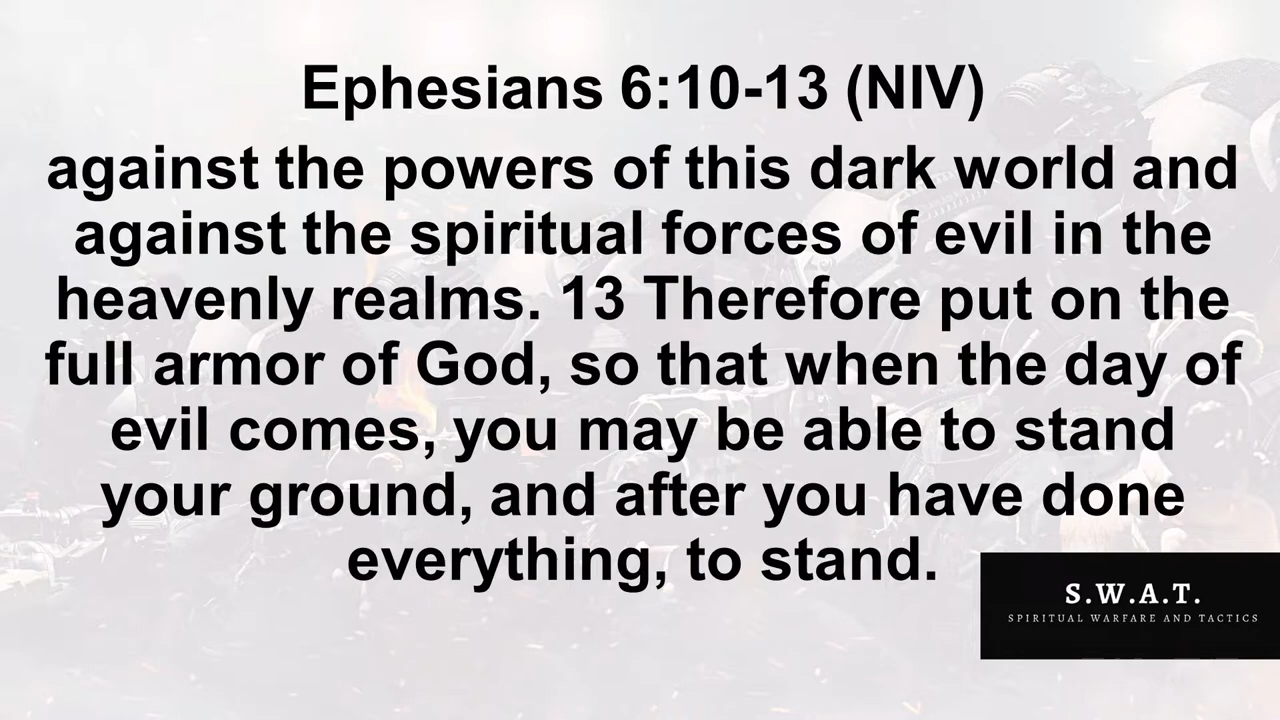 Ephesians 6:10-13 (NIV)
against the powers of this dark world and
against the spiritual forces of evil in the
heavenly realms. 13 Therefore put on the
full armor of God, so that when the day of
evil comes, you may be able to stand
your ground, and after you have done
everything, to stand.
S.W.A.T.
SPIRITUAL WARFARE AND TACTICS